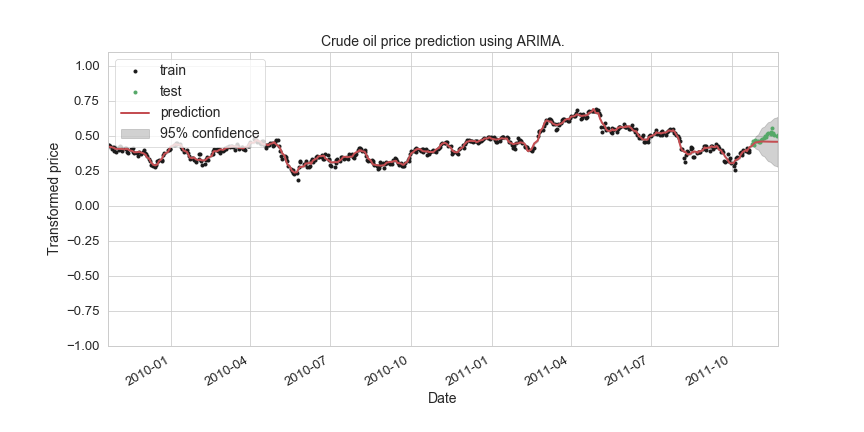 Crude oil price prediction using ARIMA.
train
test
prediction
95% confidence
1.00
0.75
0.50
0.25
0.00
−0.25
−0.50
−0.75
−1.00
Transformed price
2010-01
2010-04
2010-07
2010-10
2011-01
2011-04
2011-07
2011-10
Date